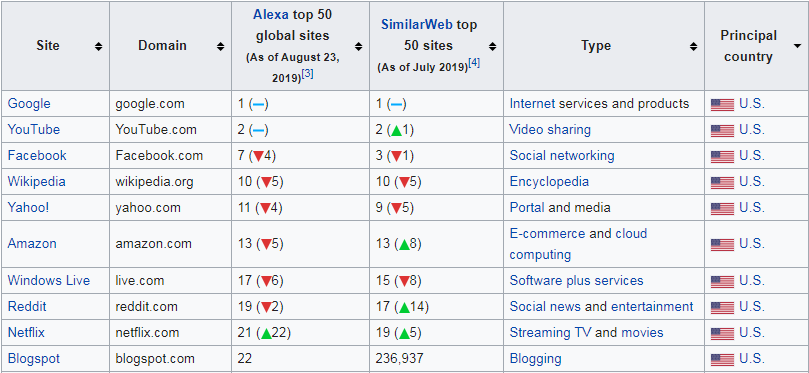 Site Domain Alexa top 50 global sites (As of August 23, 2019)[3] SimilarWeb top 50 sites (As of July 2019)[4] Type Principal country
Google google.com 1 (—) 1 (—) Internet services and products U.S.
YouTube YouTube.com 2 (—) 2 (▲1) Video sharing U.S.
Facebook Facebook.com 7 (▼4) 3 (▼1) Social networking U.S.
Wikipedia wikipedia.org 10 (▼5) 10 (▼5) Encyclopedia U.S.
Yahoo! yahoo.com 11 (▼4) 9 (▼5) Portal and media U.S.
Amazon amazon.com 13 (▼5) 13 (▲8) E-commerce and cloud computing U.S.
Windows Live live.com 17 (▼6) 15 (▼8) Software plus services U.S.
Reddit reddit.com 19 (▼2) 17 (▲14) Social news and entertainment U.S.
Netflix netflix.com 21 (▲22) 19 (▲5) Streaming TV and movies U.S.
Blogspot blogspot.com 22 236,937 Blogging U.S.